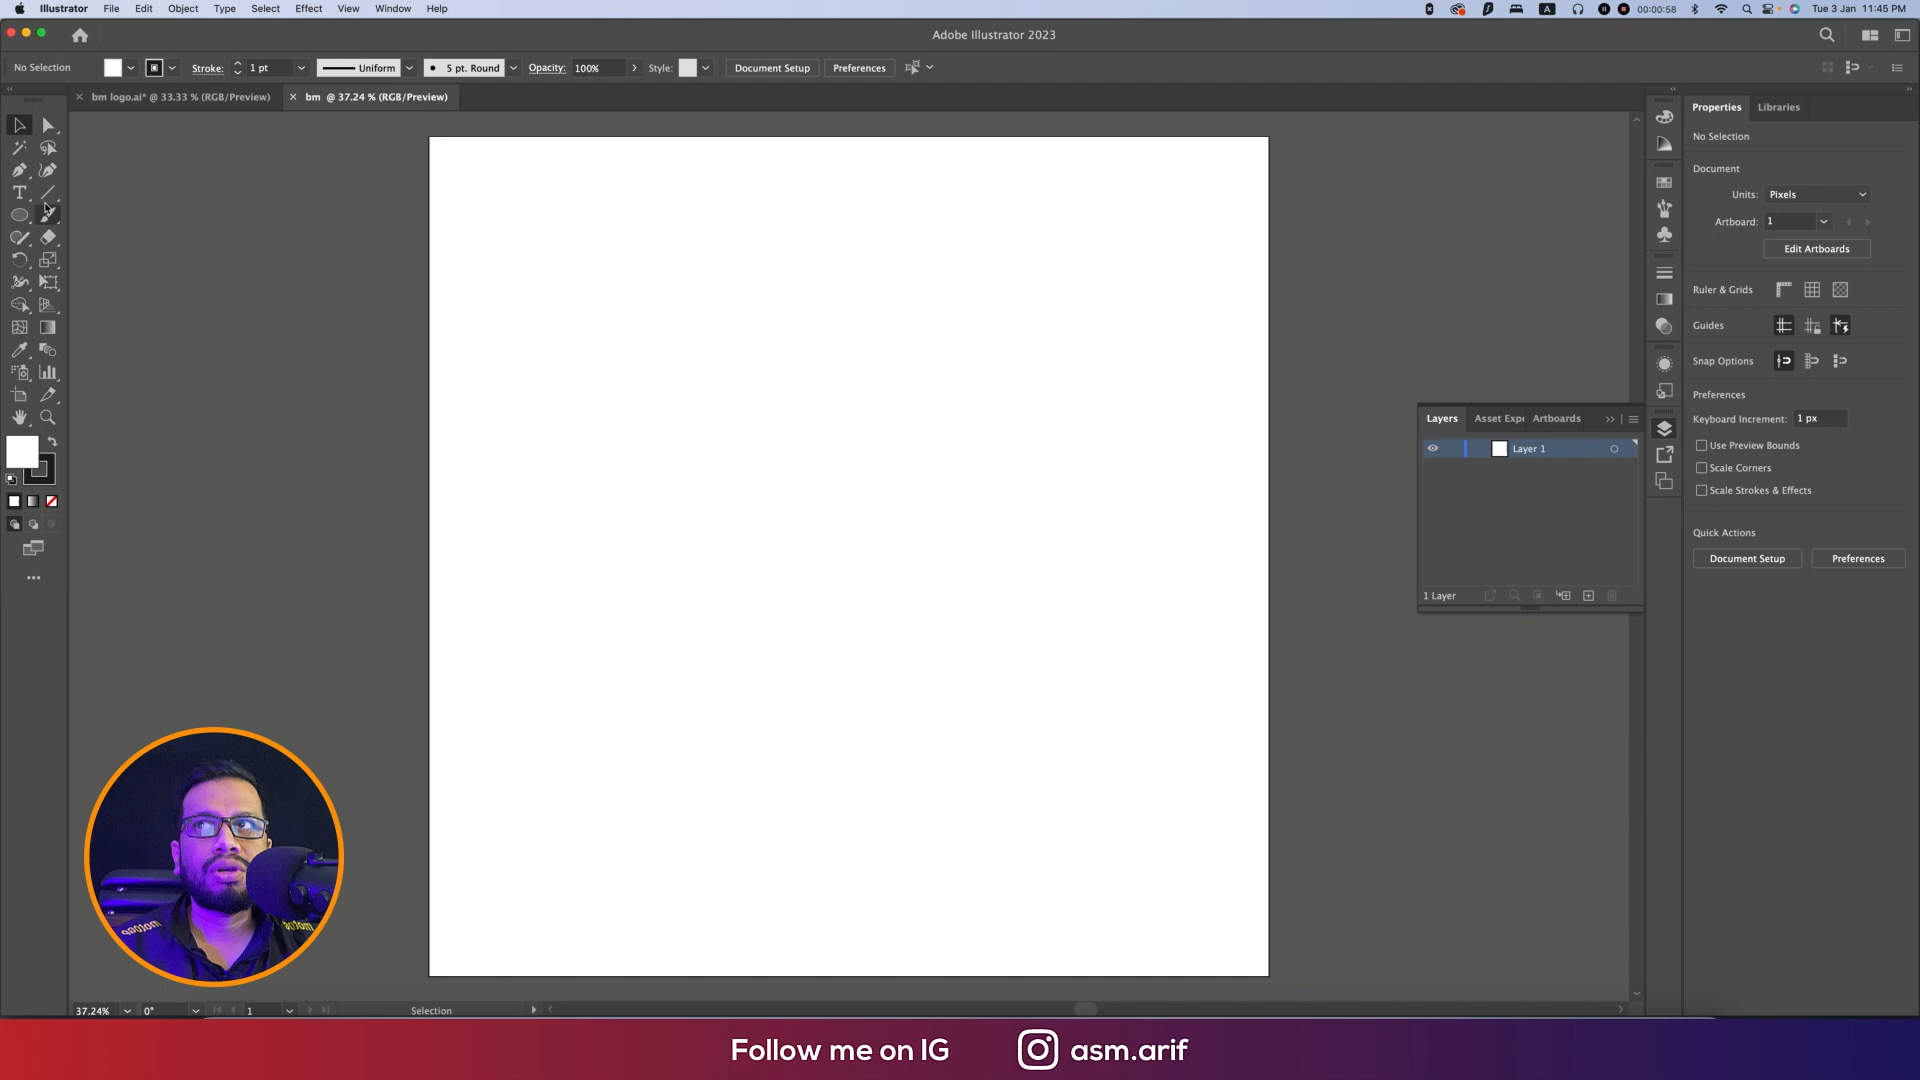 Illustrator File Edit Object Type Select Effect View Window Help
00:00:58
Tue 3 Jan 11:45 PM
Adobe Illustrator 2023
No Selection
Stroke:
1 pt
Uniform
5 pt. Round
Opacity:
100%
Style:
Document Setup
Preferences
bm logo.ai* @ 33.33 % (RGB/Preview)
bm @ 37.24 % (RGB/Preview)
Properties
Libraries
No Selection
Document
Units:
Pixels
Artboard:
1
Edit Artboards
Ruler & Grids
Guides
Snap Options
Preferences
Keyboard Increment:
1 px
Use Preview Bounds
Scale Corners
Scale Strokes & Effects
Quick Actions
Document Setup
Preferences
Layers
Asset Expo
Artboards
Layer 1
1 Layer
37.24%
0°
1
Selection
Follow me on IG
asm.arif